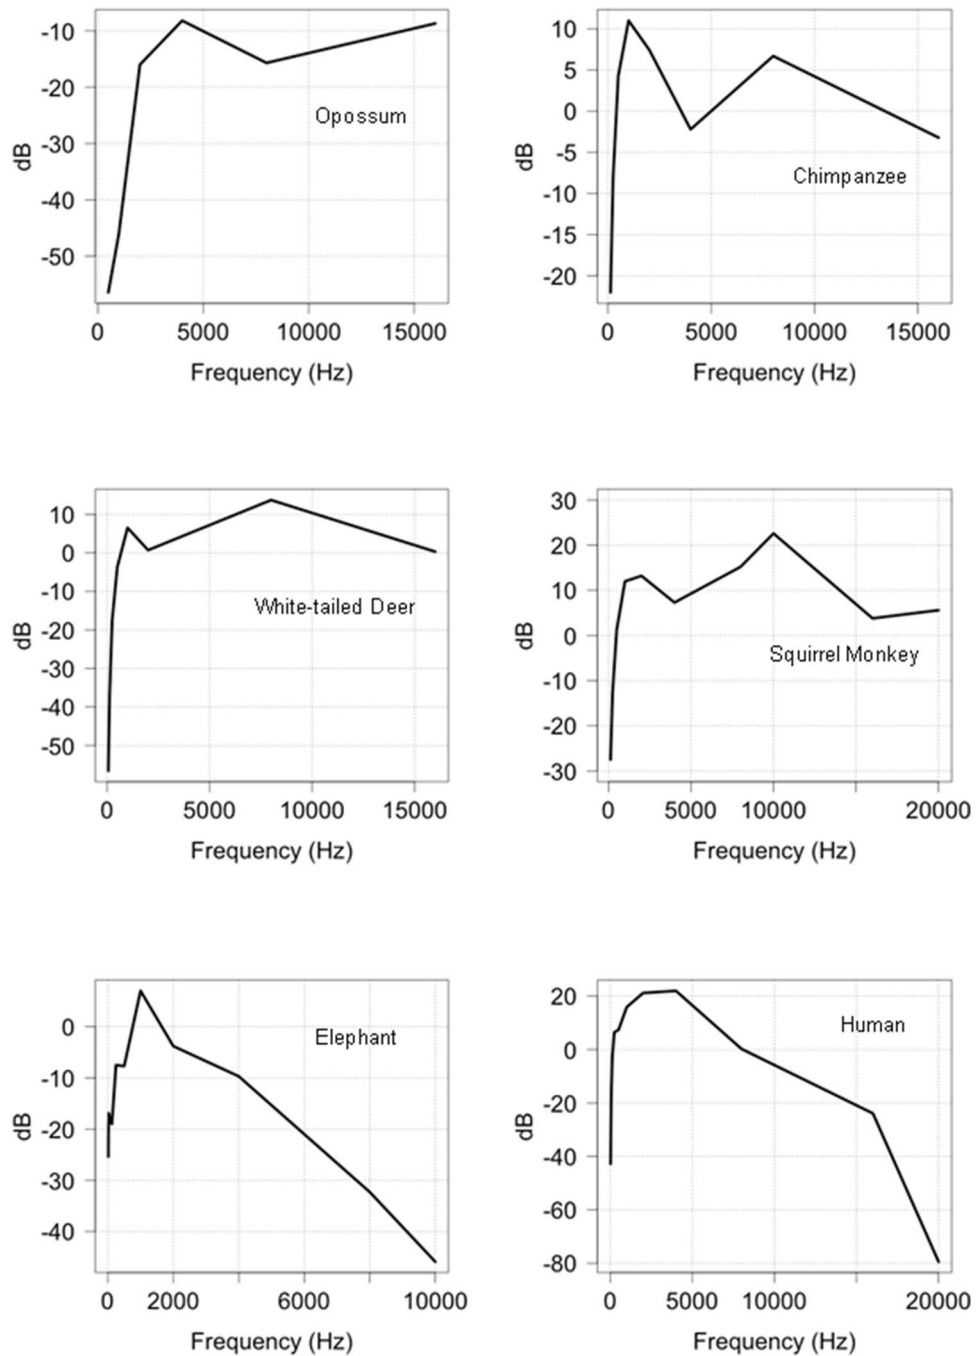 -10
-20
-30
-40
-50
dB
Opossum
0 5000 10000 15000
Frequency (Hz)
10
5
0
-5
-10
-15
-20
dB
Chimpanzee
0 5000 10000 15000
Frequency (Hz)
10
0
-10
-20
-30
-40
-50
dB
White-tailed Deer
0 5000 10000 15000
Frequency (Hz)
30
20
10
0
-10
-20
-30
dB
Squirrel Monkey
0 5000 10000 20000
Frequency (Hz)
0
-10
-20
-30
-40
dB
Elephant
0 2000 6000 10000
Frequency (Hz)
20
0
-20
-40
-60
-80
dB
Human
0 5000 10000 20000
Frequency (Hz)